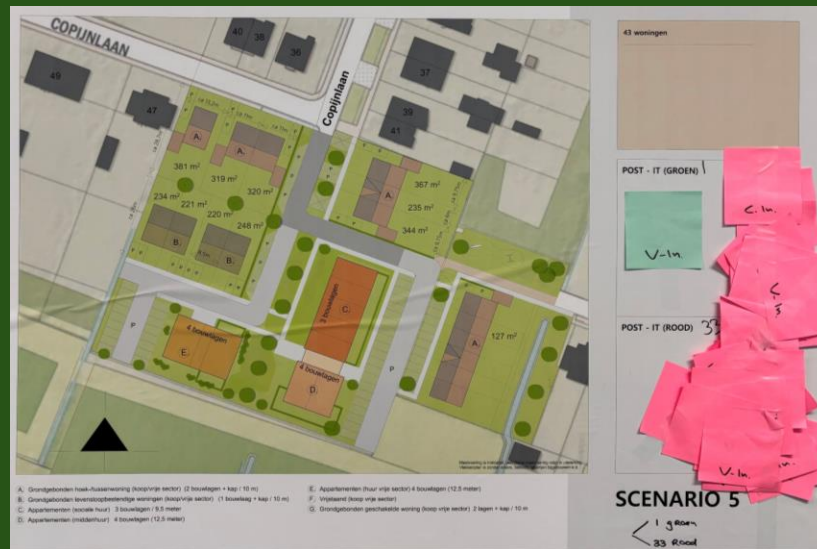 COPIJNLAAN
Copijnlaan
40
38
36
37
39
41
49
47
A.
A.
A.
381 m²
319 m²
320 m²
234 m²
221 m²
220 m²
248 m²
B.
B.
367 m²
235 m²
344 m²
3 bouwlagen
C.
4 bouwlagen
E.
4 bouwlagen
D.
P
P
A.
127 m²
A. Grondgebonden hoek-/tussenwoning (koop/vrije sector) (2 bouwlagen + kap / 10 m)
B. Grondgebonden levensloopbestendige woningen (koop/vrije sector) (1 bouwlaag + kap / 10 m)
C. Appartementen (sociale huur) 3 bouwlagen / 9,5 meter
D. Appartementen (middenhuur) 4 bouwlagen (12,5 meter)
E. Appartementen (huur vrije sector) 4 bouwlagen (12,5 meter)
F. Vrijstaand (koop vrije sector)
G. Grondgebonden geschakelde woning (koop vrije sector) 2 lagen + kap / 10 m
43 woningen
POST - IT (GROEN) 1
V-In.
C. In.
POST - IT (ROOD) 33
V-In.
SCENARIO 5
1 groen
33 Rood